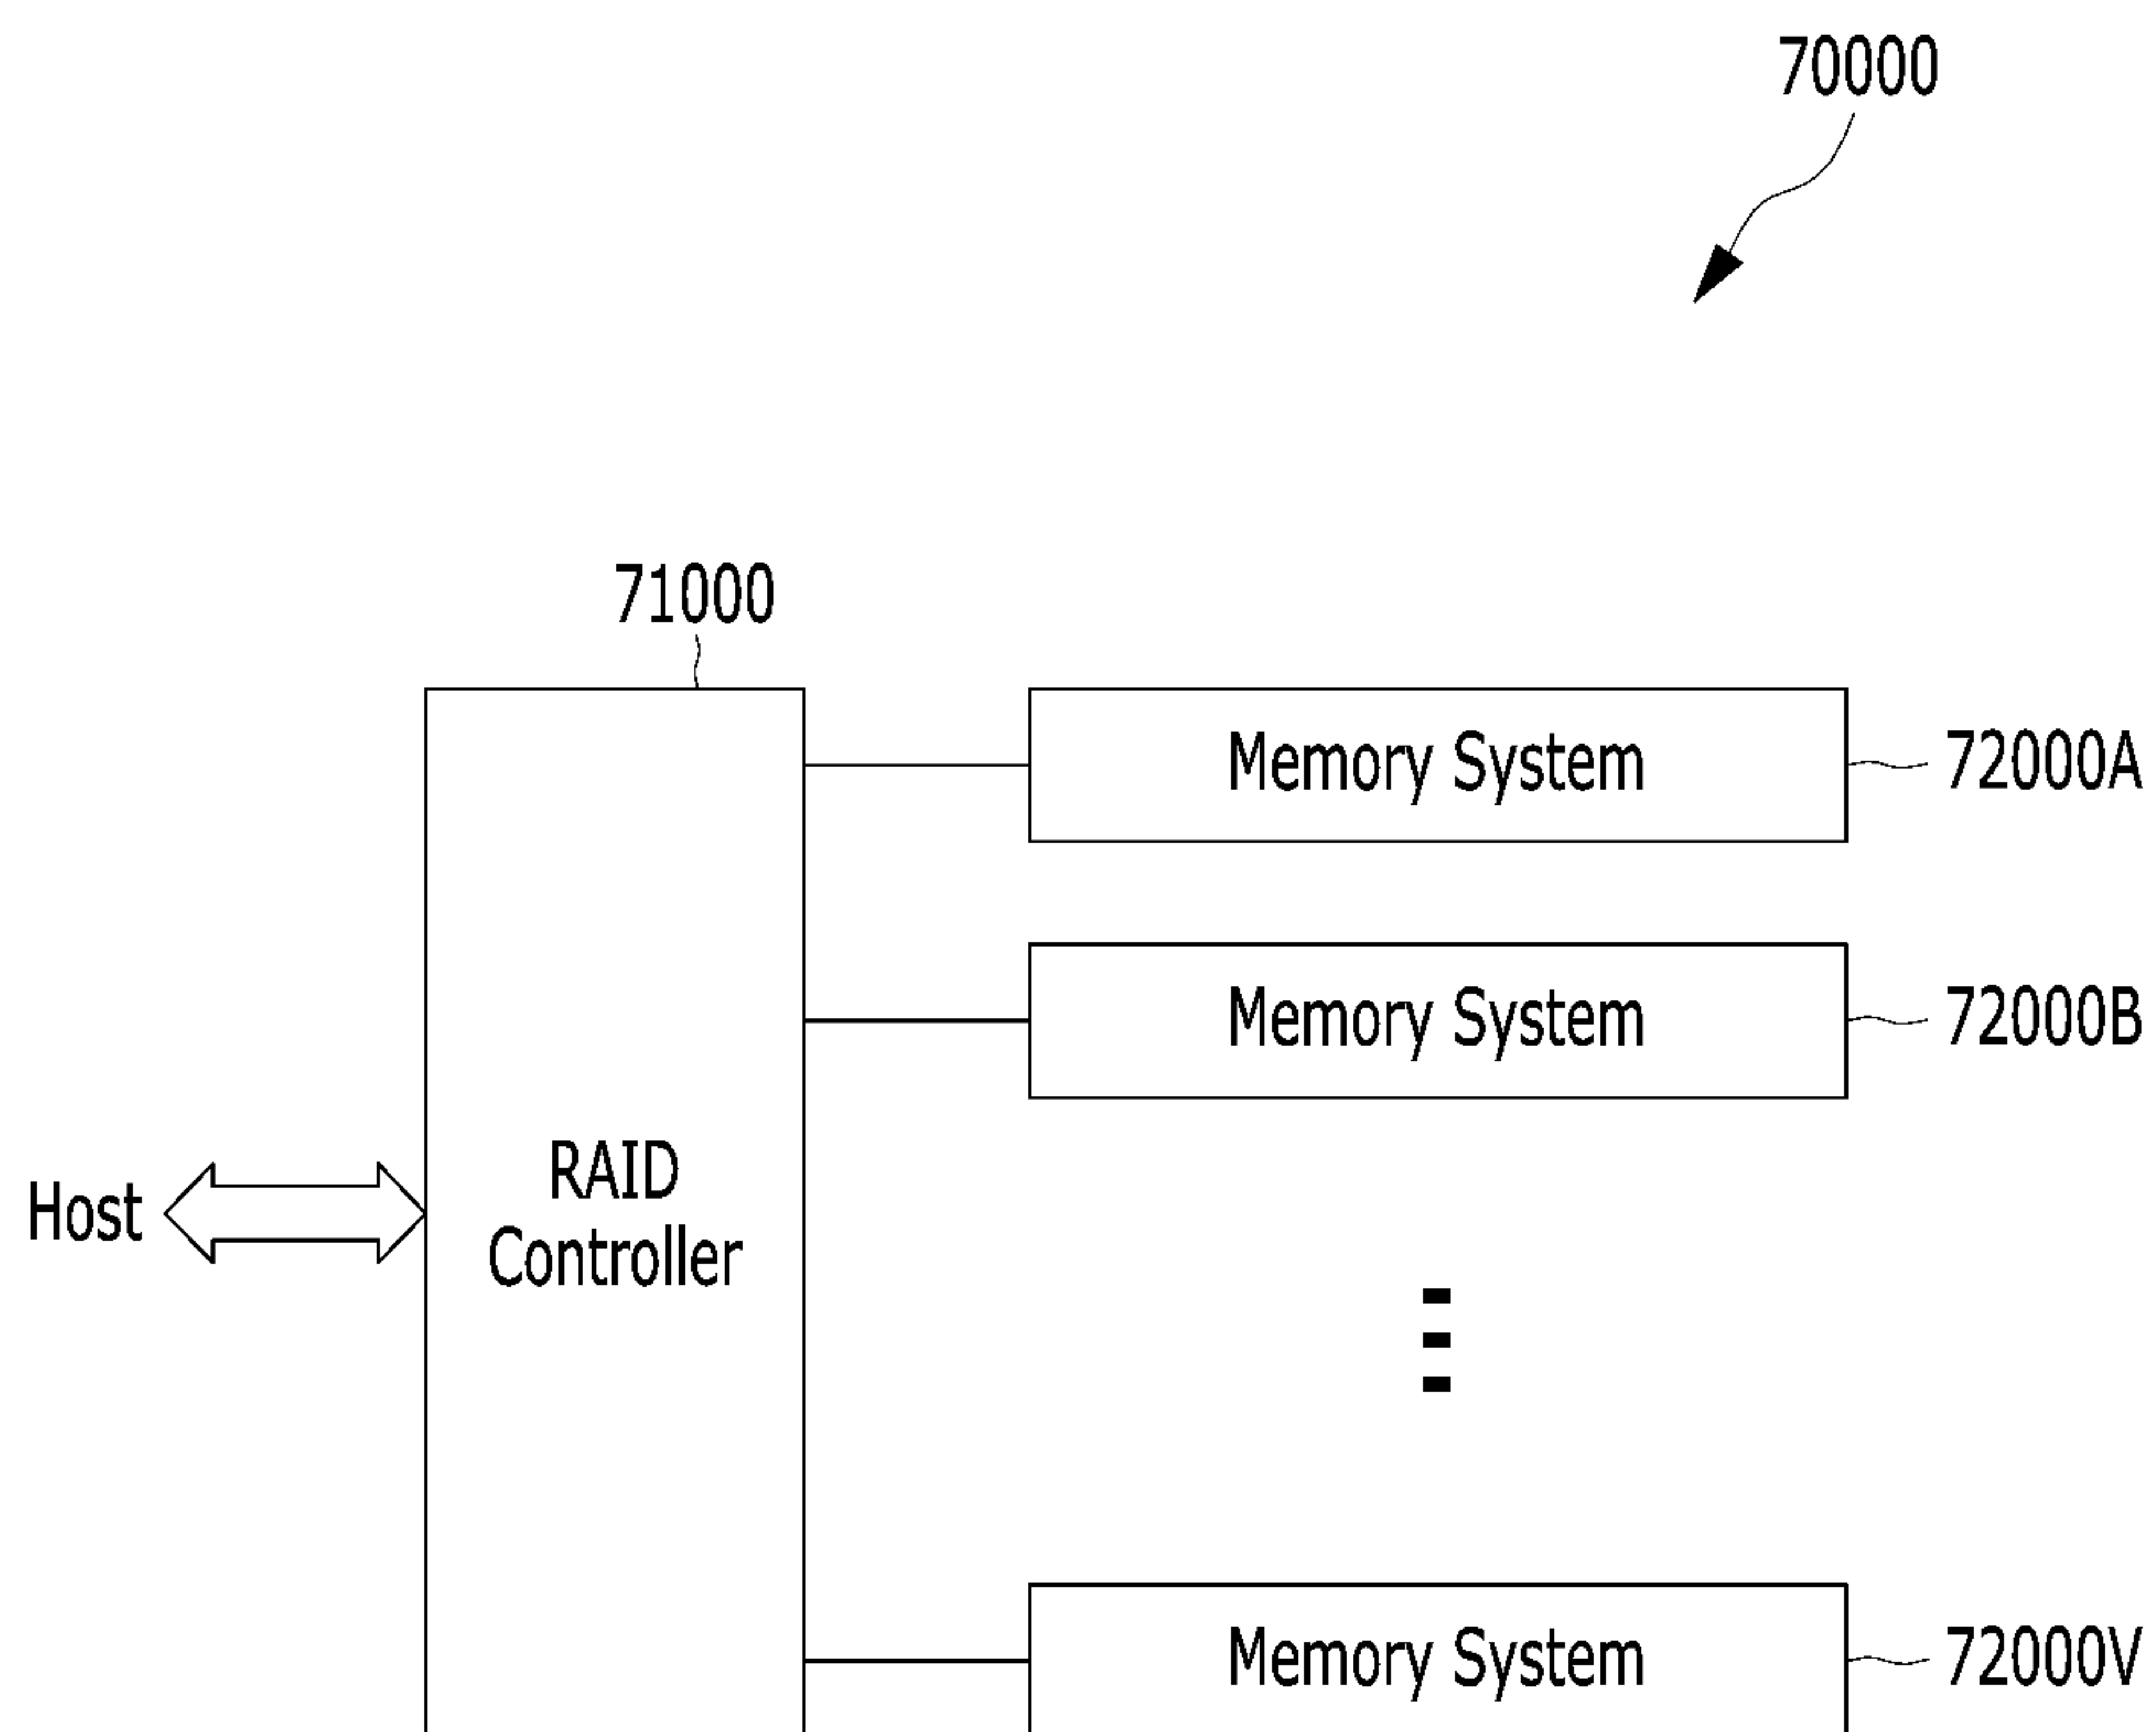 70000
71000
Memory System
72000A
Memory System
72000B
Host
RAID
Controller
Memory System
72000V